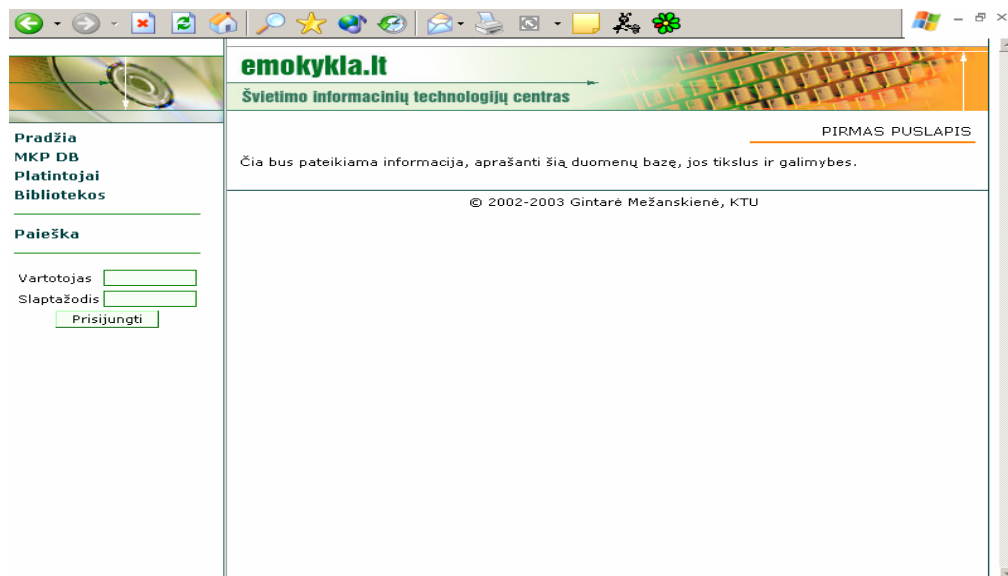 emokykla.lt
Švietimo informacinių technologijų centras
Pradžia
MKP DB
Platintojai
Bibliotekos
Paieška
Vartotojas
Slaptažodis
Prisijungti
PIRMAS PUSLAPIS
Čia bus pateikiama informacija, aprašanti šią duomenų bazę, jos tikslus ir galimybes.
© 2002-2003 Gintarė Mežanskienė, KTU